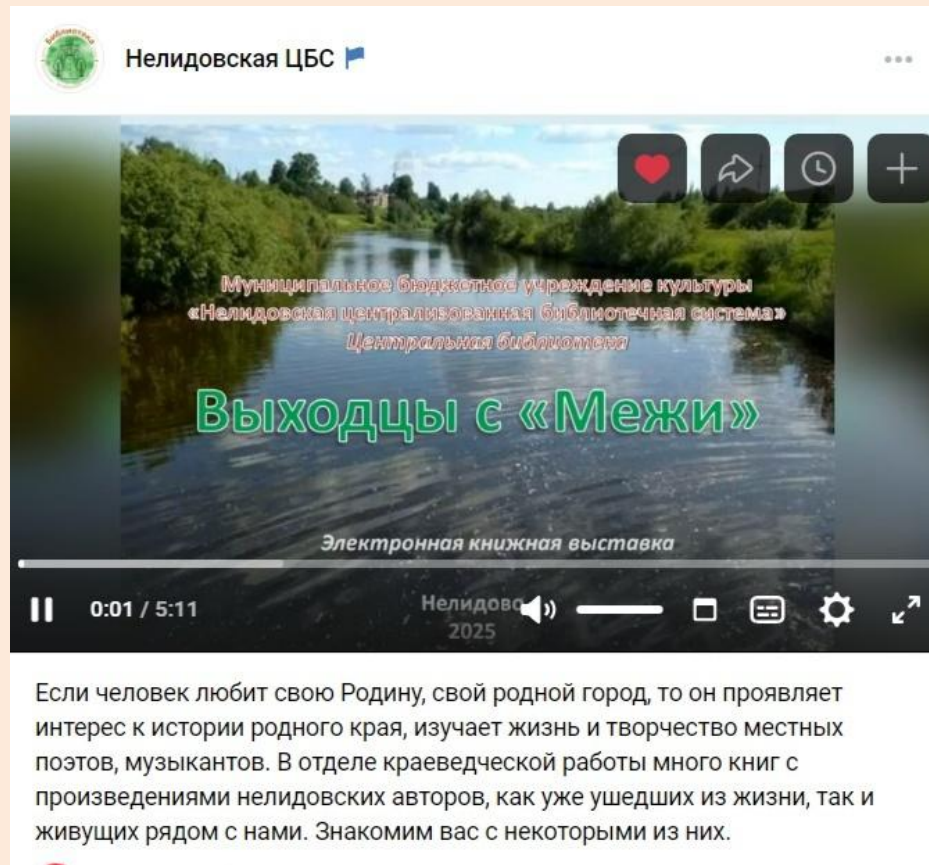 Библиотека
Нелидовская ЦБС
Муниципальное бюджетное учреждение культуры
«Нелидовская централизованная библиотечная система»
Центральная библиотека
Выходцы с «Межи»
Электронная книжная выставка
Нелидово
2025
0:01 / 5:11
Если человек любит свою Родину, свой родной город, то он проявляет
интерес к истории родного края, изучает жизнь и творчество местных
поэтов, музыкантов. В отделе краеведческой работы много книг с
произведениями нелидовских авторов, как уже ушедших из жизни, так и
живущих рядом с нами. Знакомим вас с некоторыми из них.